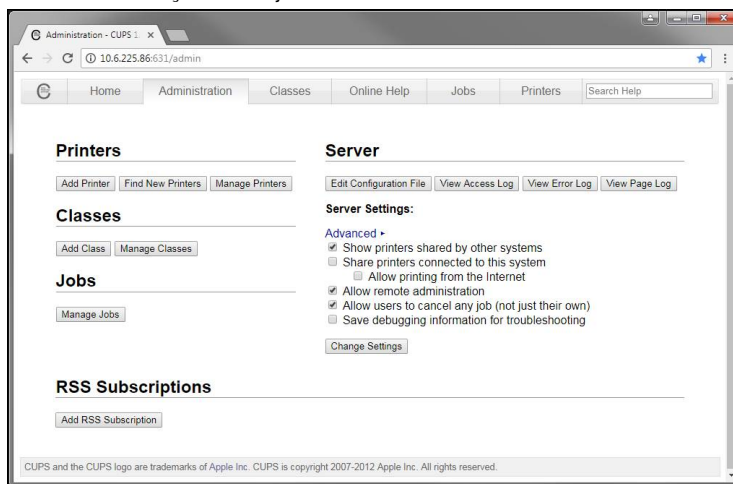 Administration - CUPS 1.
10.6.225.86:631/admin
Home Administration Classes Online Help Jobs Printers Search Help
Printers
Add Printer Find New Printers Manage Printers
Classes
Add Class Manage Classes
Jobs
Manage Jobs
Server
Edit Configuration File View Access Log View Error Log View Page Log
Server Settings:
Advanced
Show printers shared by other systems
Share printers connected to this system
Allow printing from the Internet
Allow remote administration
Allow users to cancel any job (not just their own)
Save debugging information for troubleshooting
Change Settings
RSS Subscriptions
Add RSS Subscription
CUPS and the CUPS logo are trademarks of Apple Inc. CUPS is copyright 2007-2012 Apple Inc. All rights reserved.